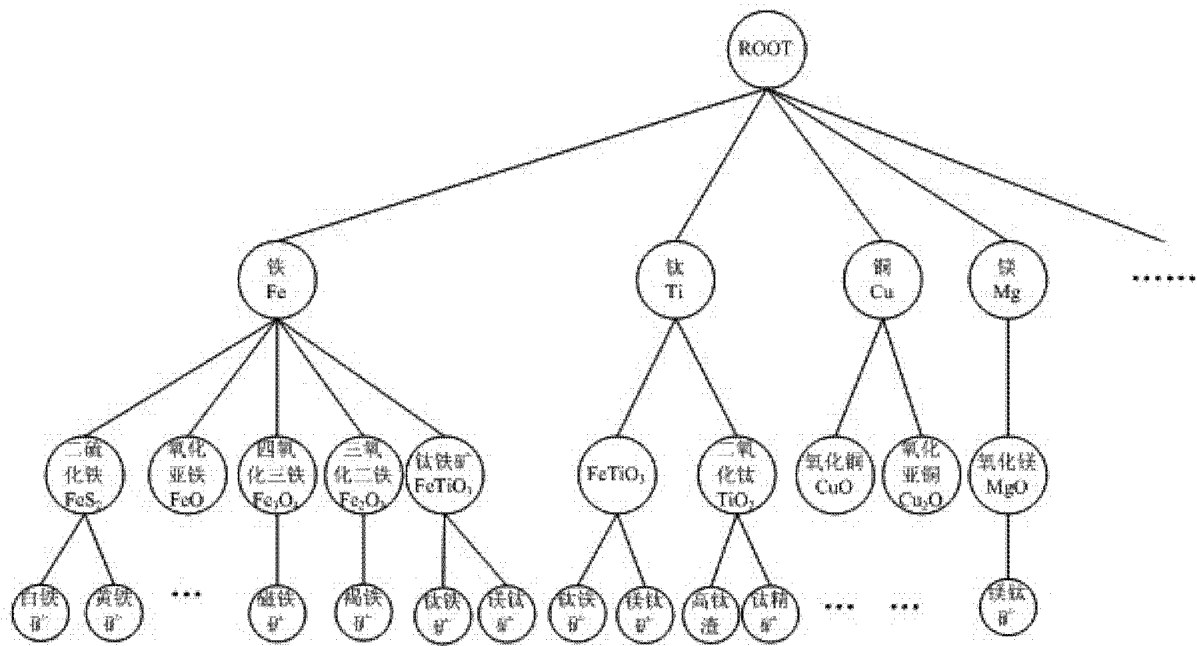 ROOT
铁
Fe
钛
Ti
铜
Cu
镁
Mg
……
二硫
化铁
FeS₂
氧化
亚铁
FeO
四氧
化三铁
Fe₃O₄
三氧
化二铁
Fe₂O₃
钛铁矿
FeTiO₃
FeTiO₃
二氧
化钛
TiO₂
氧化铜
CuO
氧化
亚铜
Cu₂O
氧化镁
MgO
白铁
矿
黄铁
矿
…
磁铁
矿
褐铁
矿
钛铁
矿
镁钛
矿
钛铁
矿
镁钛
矿
高钛
渣
钛精
矿
…
…
镁钛
矿